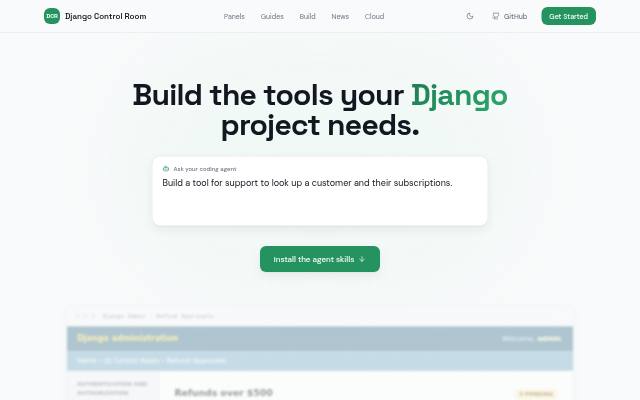 DCR Django Control Room Panels Guides Build News Cloud GitHub Get Started
Build the tools your Django
project needs.
Ask your coding agent
Build a tool for support to look up a customer and their subscriptions.
Install the agent skills ↓
Django administration Welcome, admin
Refunds over $500